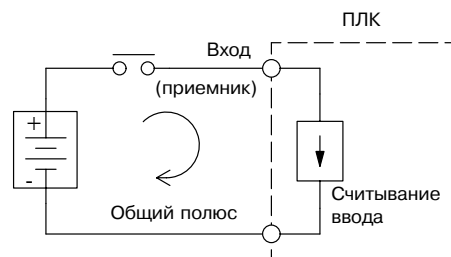 ПЛК
Вход
(приемник)
+
-
Считывание
ввода
Общий полюс